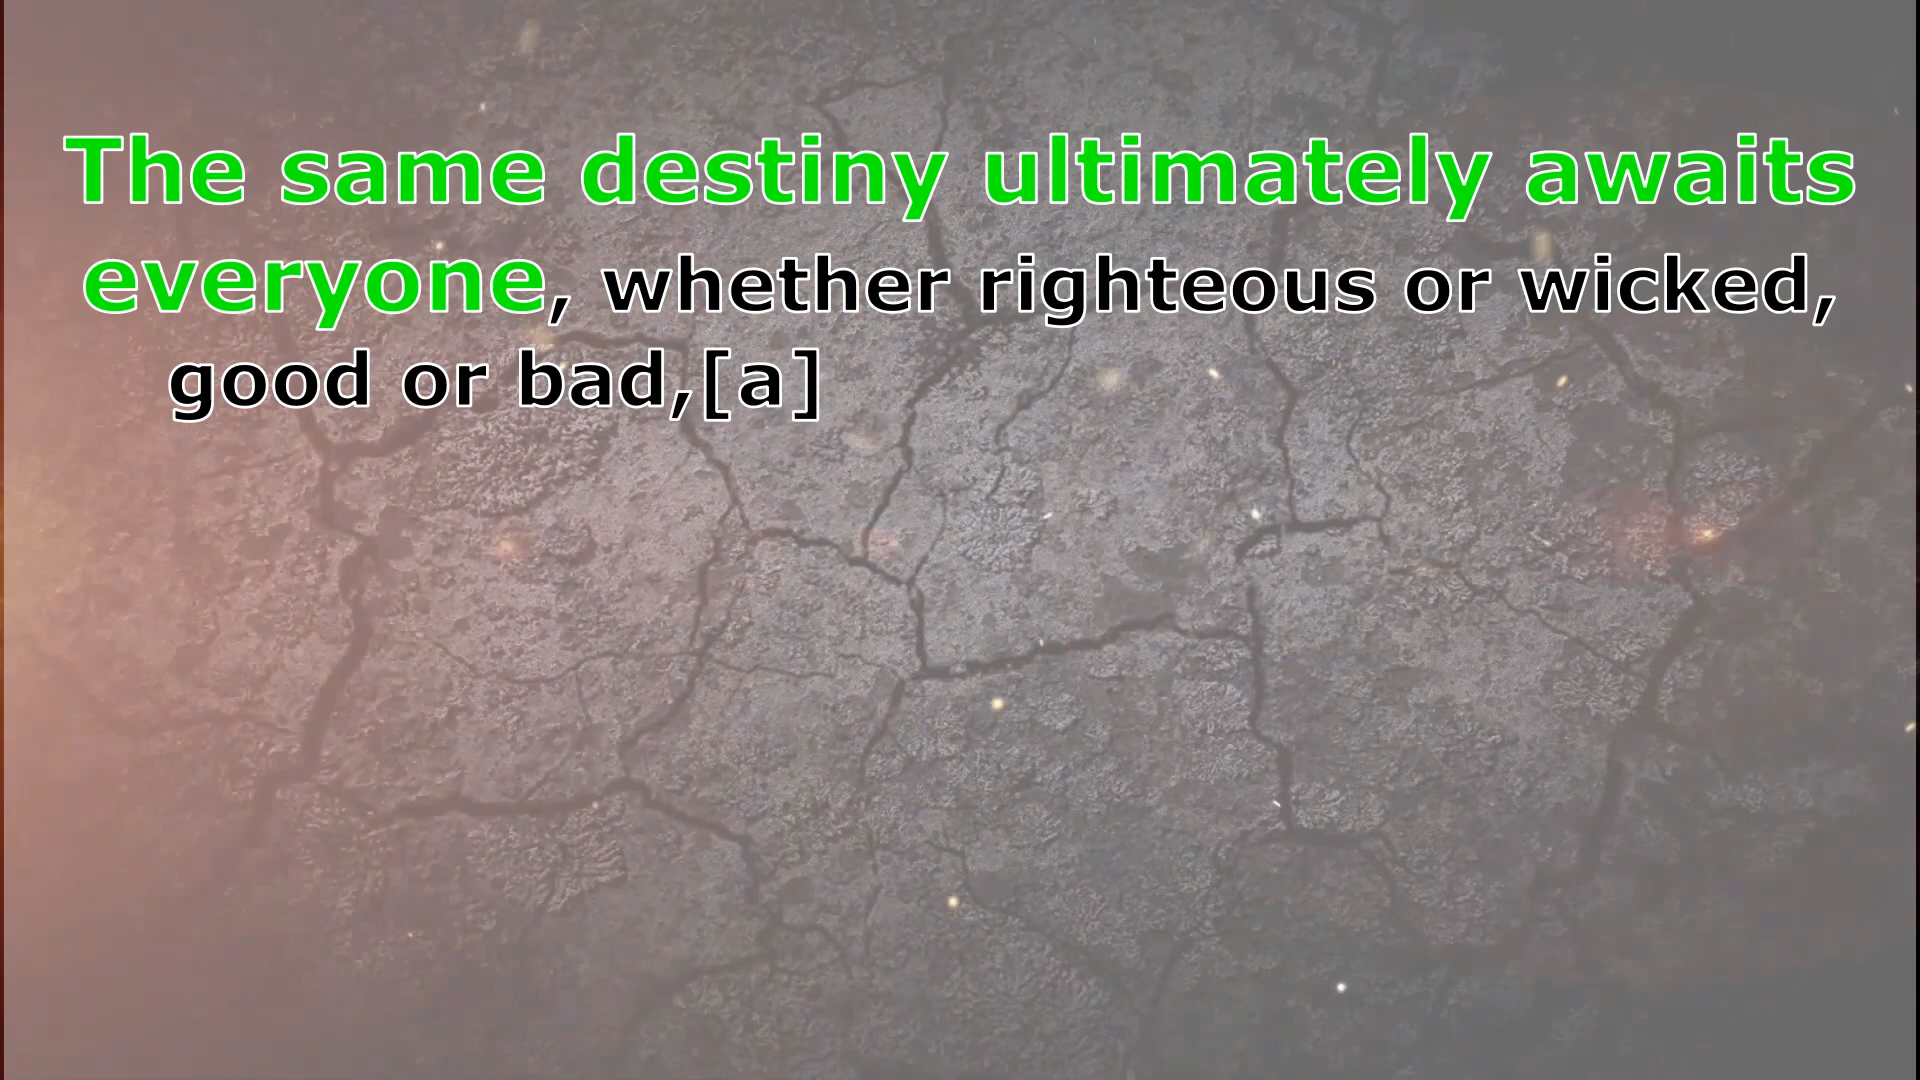 The same destiny ultimately awaits
everyone, whether righteous or wicked,
good or bad,[a]